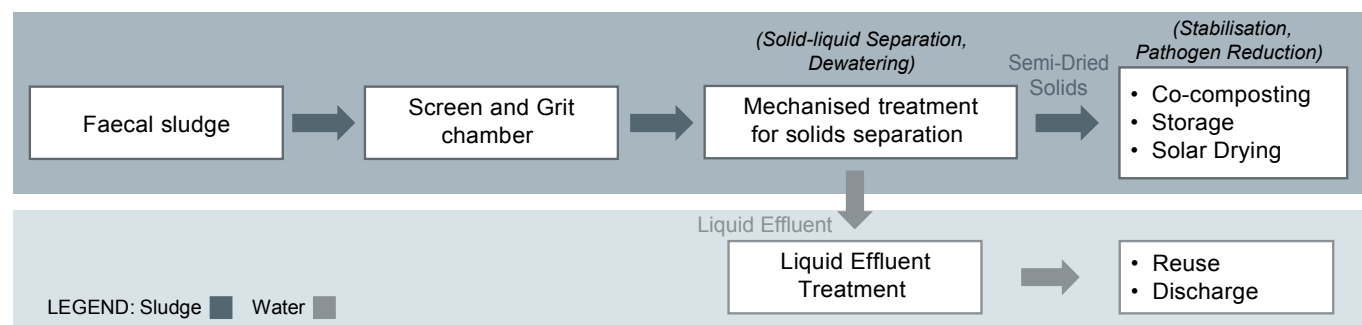 Faecal sludge
Screen and Grit
chamber
(Solid-liquid Separation,
Dewatering)
Mechanised treatment
for solids separation
Semi-Dried
Solids
(Stabilisation,
Pathogen Reduction)
• Co-composting
• Storage
• Solar Drying
Liquid Effluent
Liquid Effluent
Treatment
• Reuse
• Discharge
LEGEND: Sludge Water